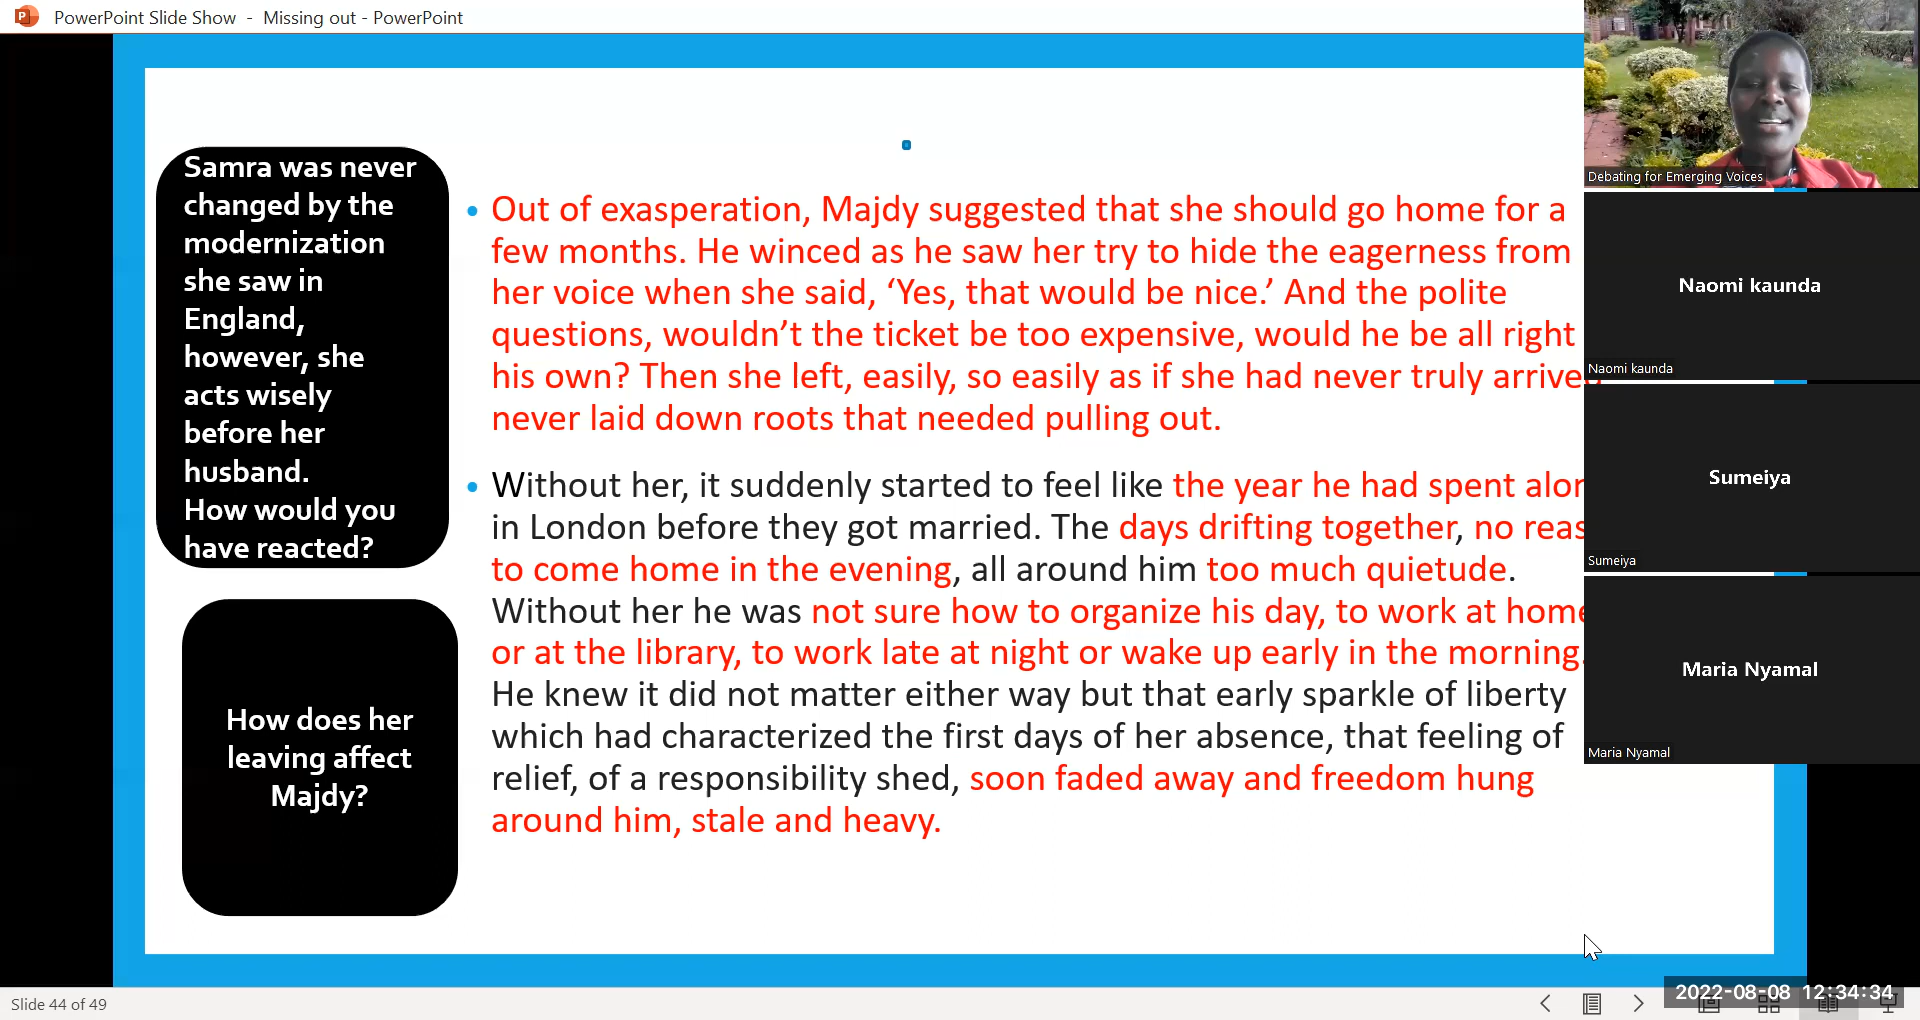 PowerPoint Slide Show - Missing out - PowerPoint
Samra was never
changed by the
modernization
she saw in
England,
however, she
acts wisely
before her
husband.
How would you
have reacted?
How does her
leaving affect
Majdy?
• Out of exasperation, Majdy suggested that she should go home for a
few months. He winced as he saw her try to hide the eagerness from
her voice when she said, ‘Yes, that would be nice.’ And the polite
questions, wouldn’t the ticket be too expensive, would he be all right
his own? Then she left, easily, so easily as if she had never truly
never laid down roots that needed pulling out.
• Without her, it suddenly started to feel like the year he had spent
in London before they got married. The days drifting together, no
to come home in the evening, all around him too much quietude.
Without her he was not sure how to organize his day, to work at home
or at the library, to work late at night or wake up early in the morning.
He knew it did not matter either way but that early sparkle of liberty
which had characterized the first days of her absence, that feeling of
relief, of a responsibility shed, soon faded away and freedom hung
around him, stale and heavy.
Debating for Emerging Voices
Naomi kaunda
Naomi kaunda
Sumeiya
Sumeiya
Maria Nyamal
Maria Nyamal
Slide 44 of 49
2022-08-08 12:34:34